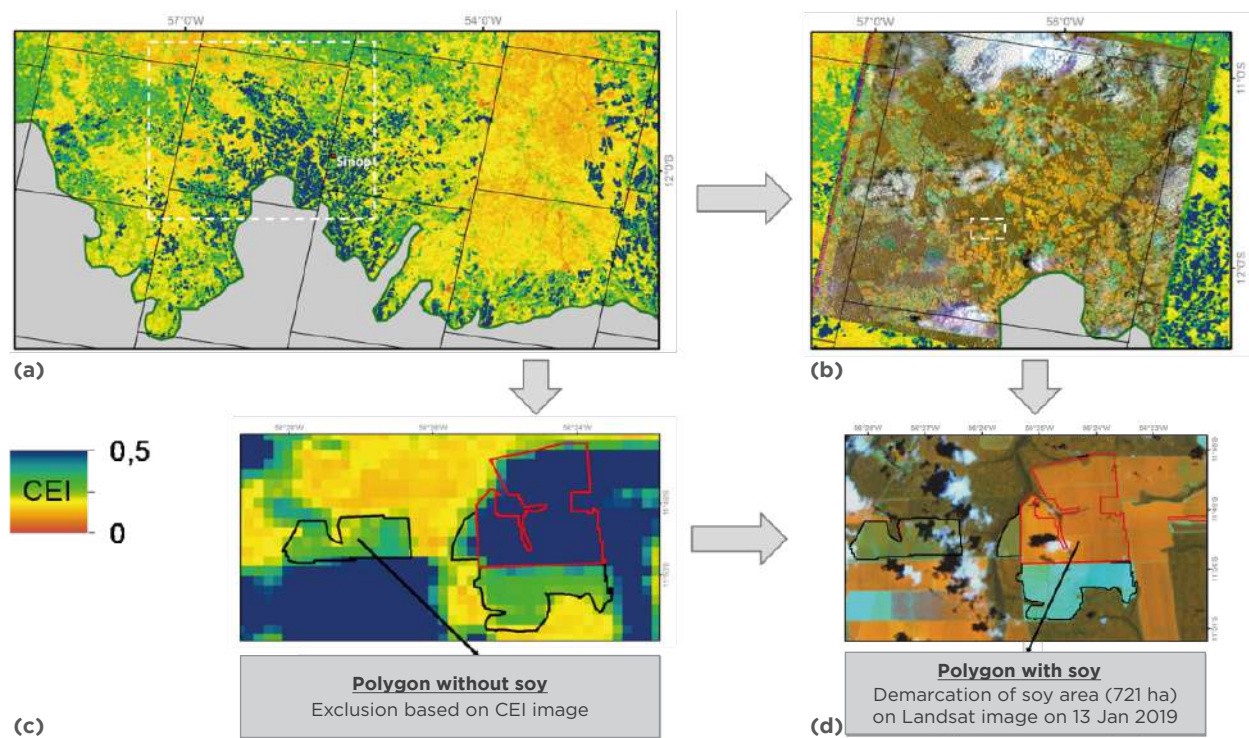 57°0'W 54°0'W
57°0'W 56°0'W
11°0'S
Sinop
12°0'S
12°0'S
(a)
(b)
CEI
0,5
0
Polygon without soy
Exclusion based on CEI image
(c)
Polygon with soy
Demarcation of soy area (721 ha)
on Landsat image on 13 Jan 2019
(d)